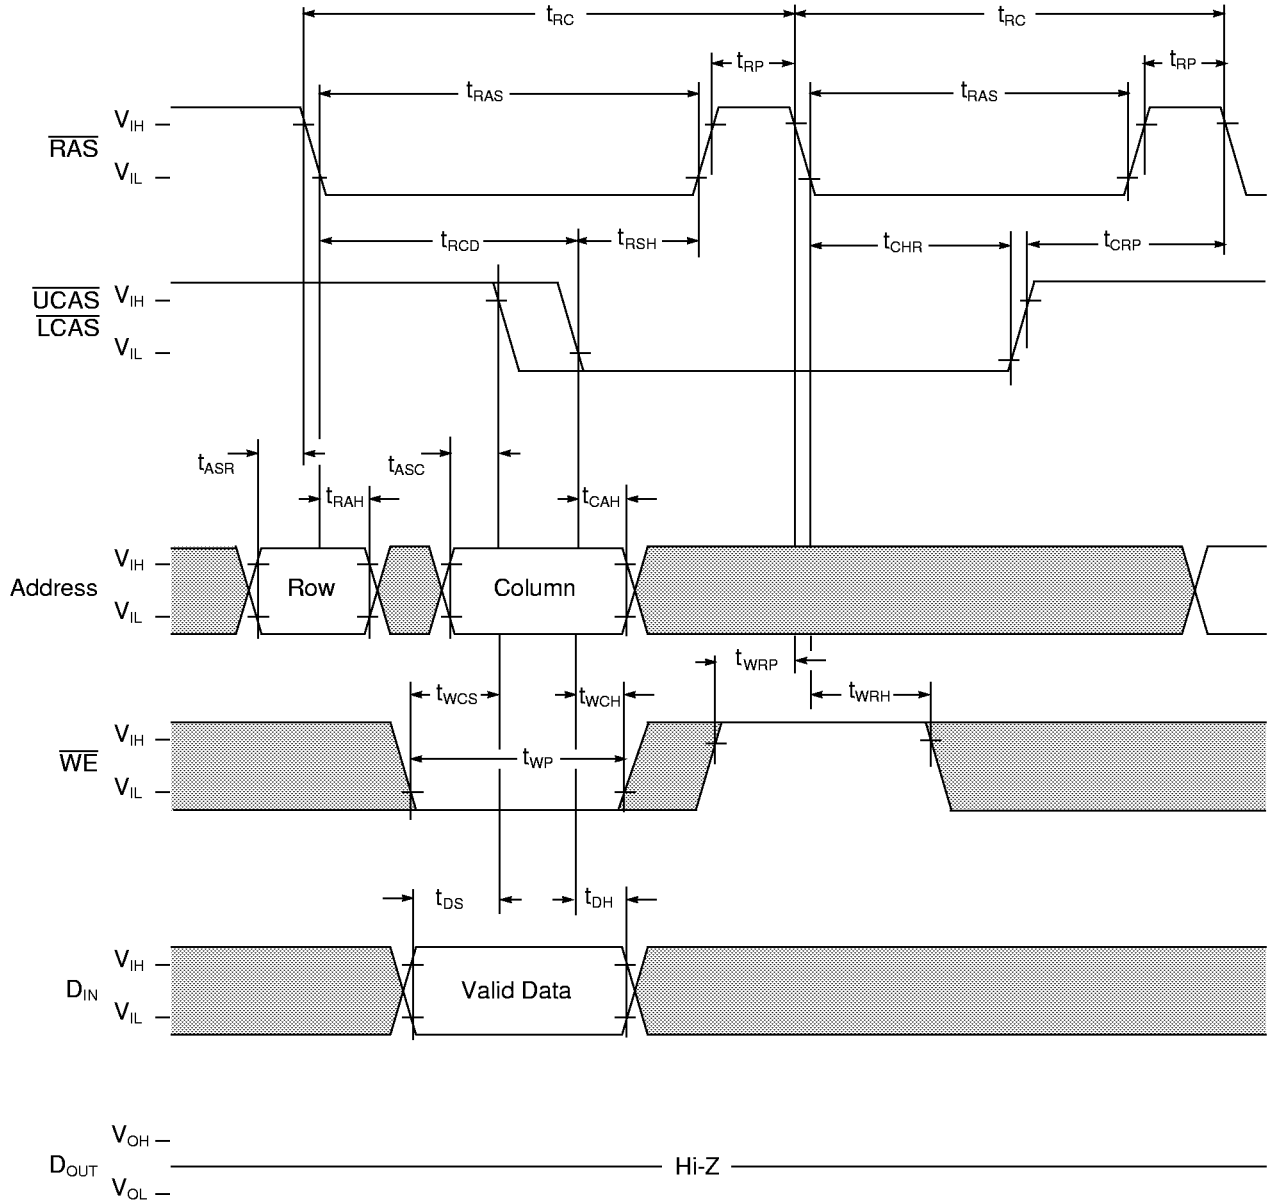 tRC tRC
tRP tRP
tRAS tRAS
RAS VIH
VIL
tRCD tRSH tCHR tCRP
UCAS VIH
LCAS
VIL
tASR tASC
tRAH tCAH
VIH
Address Row Column
VIL
tWRP
tWCS tWCH tWRH
VIH
WE tWP
VIL
tDS tDH
VIH
DIN Valid Data
VIL
VOH
DOUT Hi-Z
VOL